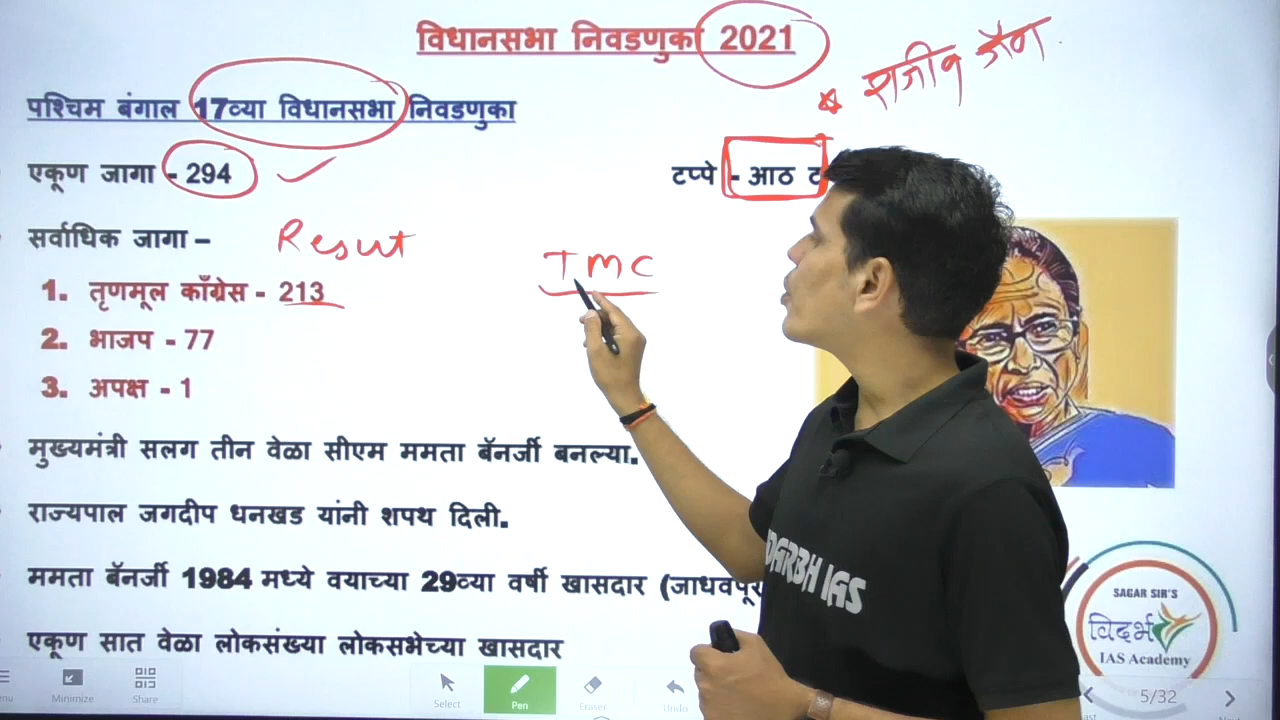 विधानसभा निवडणुका 2021
राजीव जैन
पश्चिम बंगाल 17व्या विधानसभा निवडणुका
एकूण जागा - 294
टप्पे - आठ
सर्वाधिक जागा –
Result
TMC
1. तृणमूल काँग्रेस - 213
2. भाजप - 77
3. अपक्ष - 1
मुख्यमंत्री सलग तीन वेळा सीएम ममता बॅनर्जी बनल्या.
राज्यपाल जगदीप धनखड यांनी शपथ दिली.
ममता बॅनर्जी 1984 मध्ये वयाच्या 29व्या वर्षी खासदार (जाधवपूर
एकूण सात वेळा लोकसंख्या लोकसभेच्या खासदार
DARBH IAS
SAGAR SIR'S
विदर्भ
IAS Academy
Minimize
Share
Select
Pen
Eraser
Undo
5/32